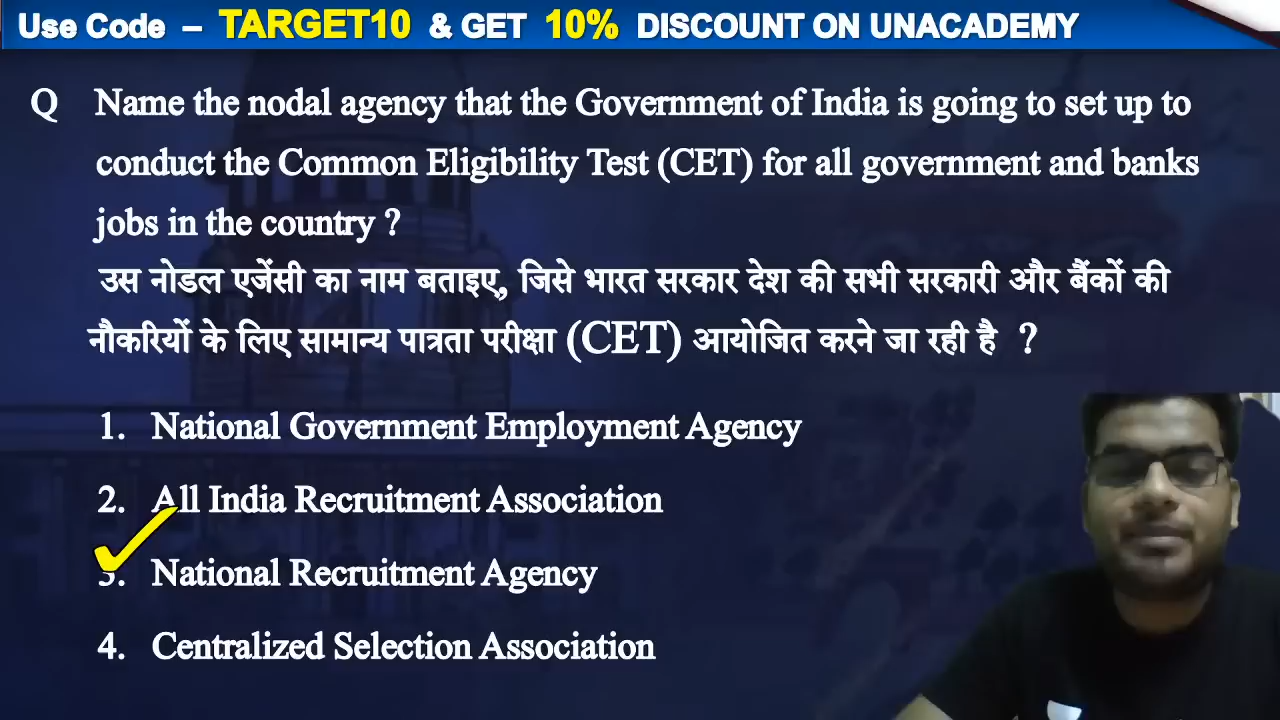 Use Code – TARGET10 & GET 10% DISCOUNT ON UNACADEMY
Q Name the nodal agency that the Government of India is going to set up to
conduct the Common Eligibility Test (CET) for all government and banks
jobs in the country ?
उस नोडल एजेंसी का नाम बताइए, जिसे भारत सरकार देश की सभी सरकारी और बैंकों की
नौकरियों के लिए सामान्य पात्रता परीक्षा (CET) आयोजित करने जा रही है ?
1. National Government Employment Agency
2. All India Recruitment Association
3. National Recruitment Agency
4. Centralized Selection Association